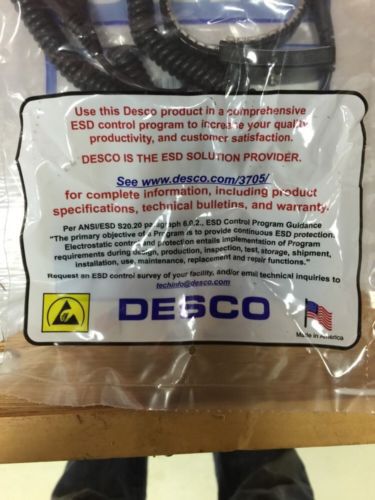 Use this Desco product in a comprehensive
ESD control program to increase your quality,
productivity, and customer satisfaction.
DESCO IS THE ESD SOLUTION PROVIDER.
See www.desco.com/3705/
for complete information, including product
specifications, technical bulletins, and warranty.
Per ANSI/ESD S20.20 paragraph 6.0.2., ESD Control Program Guidance
"The primary objective of a Program is to provide continuous ESD protection.
Electrostatic control and protection entails implementation of Program
requirements during design, production, inspection, test, storage, shipment,
installation, use, maintenance, replacement and repair functions."
Request an ESD control survey of your facility, and/or email technical inquiries to
techinfo@desco.com
DESCO
Made in America